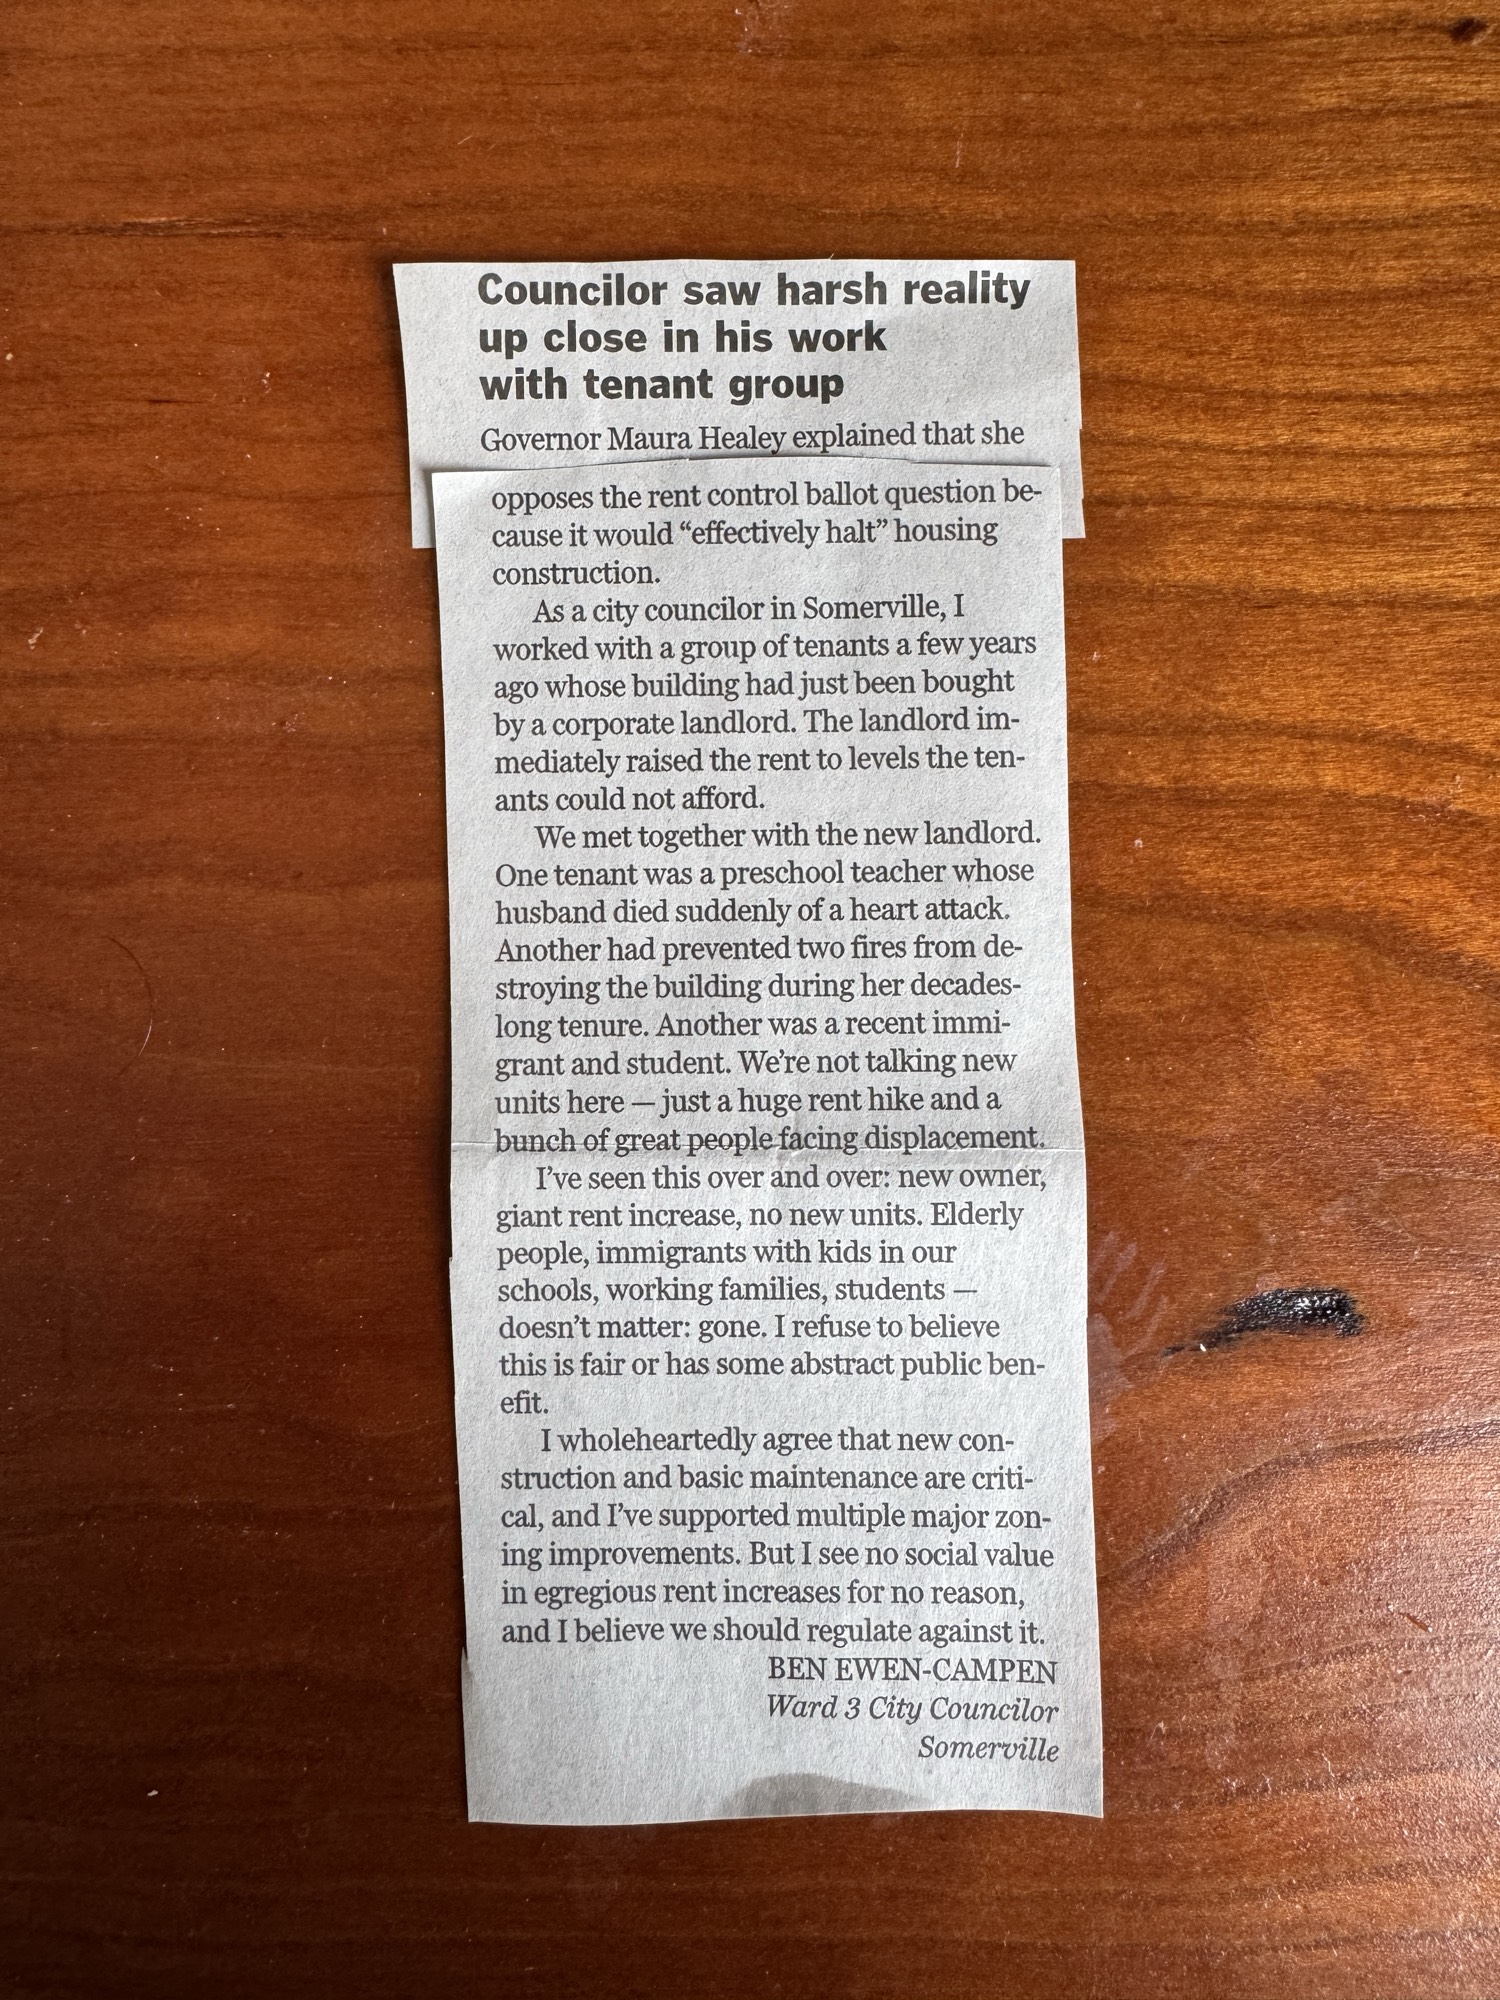 Councilor saw harsh reality
up close in his work
with tenant group
Governor Maura Healey explained that she
opposes the rent control ballot question be-
cause it would “effectively halt” housing
construction.
As a city councilor in Somerville, I
worked with a group of tenants a few years
ago whose building had just been bought
by a corporate landlord. The landlord im-
mediately raised the rent to levels the ten-
ants could not afford.
We met together with the new landlord.
One tenant was a preschool teacher whose
husband died suddenly of a heart attack.
Another had prevented two fires from de-
stroying the building during her decades-
long tenure. Another was a recent immi-
grant and student. We’re not talking new
units here — just a huge rent hike and a
bunch of great people facing displacement.
I’ve seen this over and over: new owner,
giant rent increase, no new units. Elderly
people, immigrants with kids in our
schools, working families, students —
doesn’t matter: gone. I refuse to believe
this is fair or has some abstract public ben-
efit.
I wholeheartedly agree that new con-
struction and basic maintenance are criti-
cal, and I’ve supported multiple major zon-
ing improvements. But I see no social value
in egregious rent increases for no reason,
and I believe we should regulate against it.
BEN EWEN-CAMPEN
Ward 3 City Councilor
Somerville